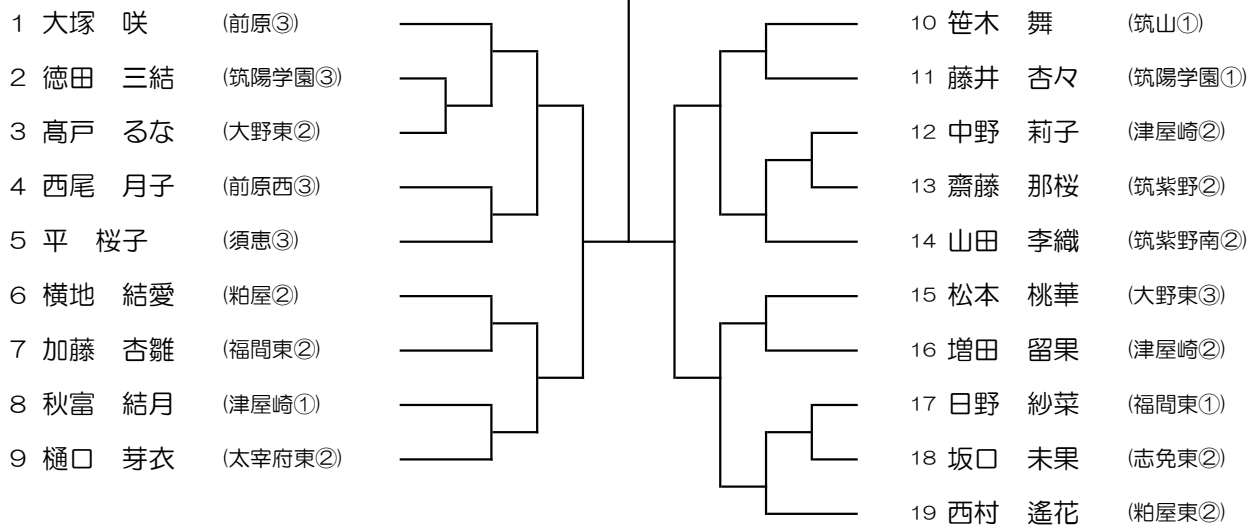 1 大塚 咲 (前原③)
2 徳田 三結 (筑陽学園③)
3 髙戸 るな (大野東②)
4 西尾 月子 (前原西③)
5 平 桜子 (須恵③)
6 横地 結愛 (粕屋②)
7 加藤 杏雛 (福間東②)
8 秋富 結月 (津屋崎①)
9 樋口 芽衣 (太宰府東②)
10 笹木 舞 (筑山①)
11 藤井 杏々 (筑陽学園①)
12 中野 莉子 (津屋崎②)
13 齋藤 那桜 (筑紫野②)
14 山田 李織 (筑紫野南②)
15 松本 桃華 (大野東③)
16 増田 留果 (津屋崎②)
17 日野 紗菜 (福間東①)
18 坂口 未果 (志免東②)
19 西村 遙花 (粕屋東②)